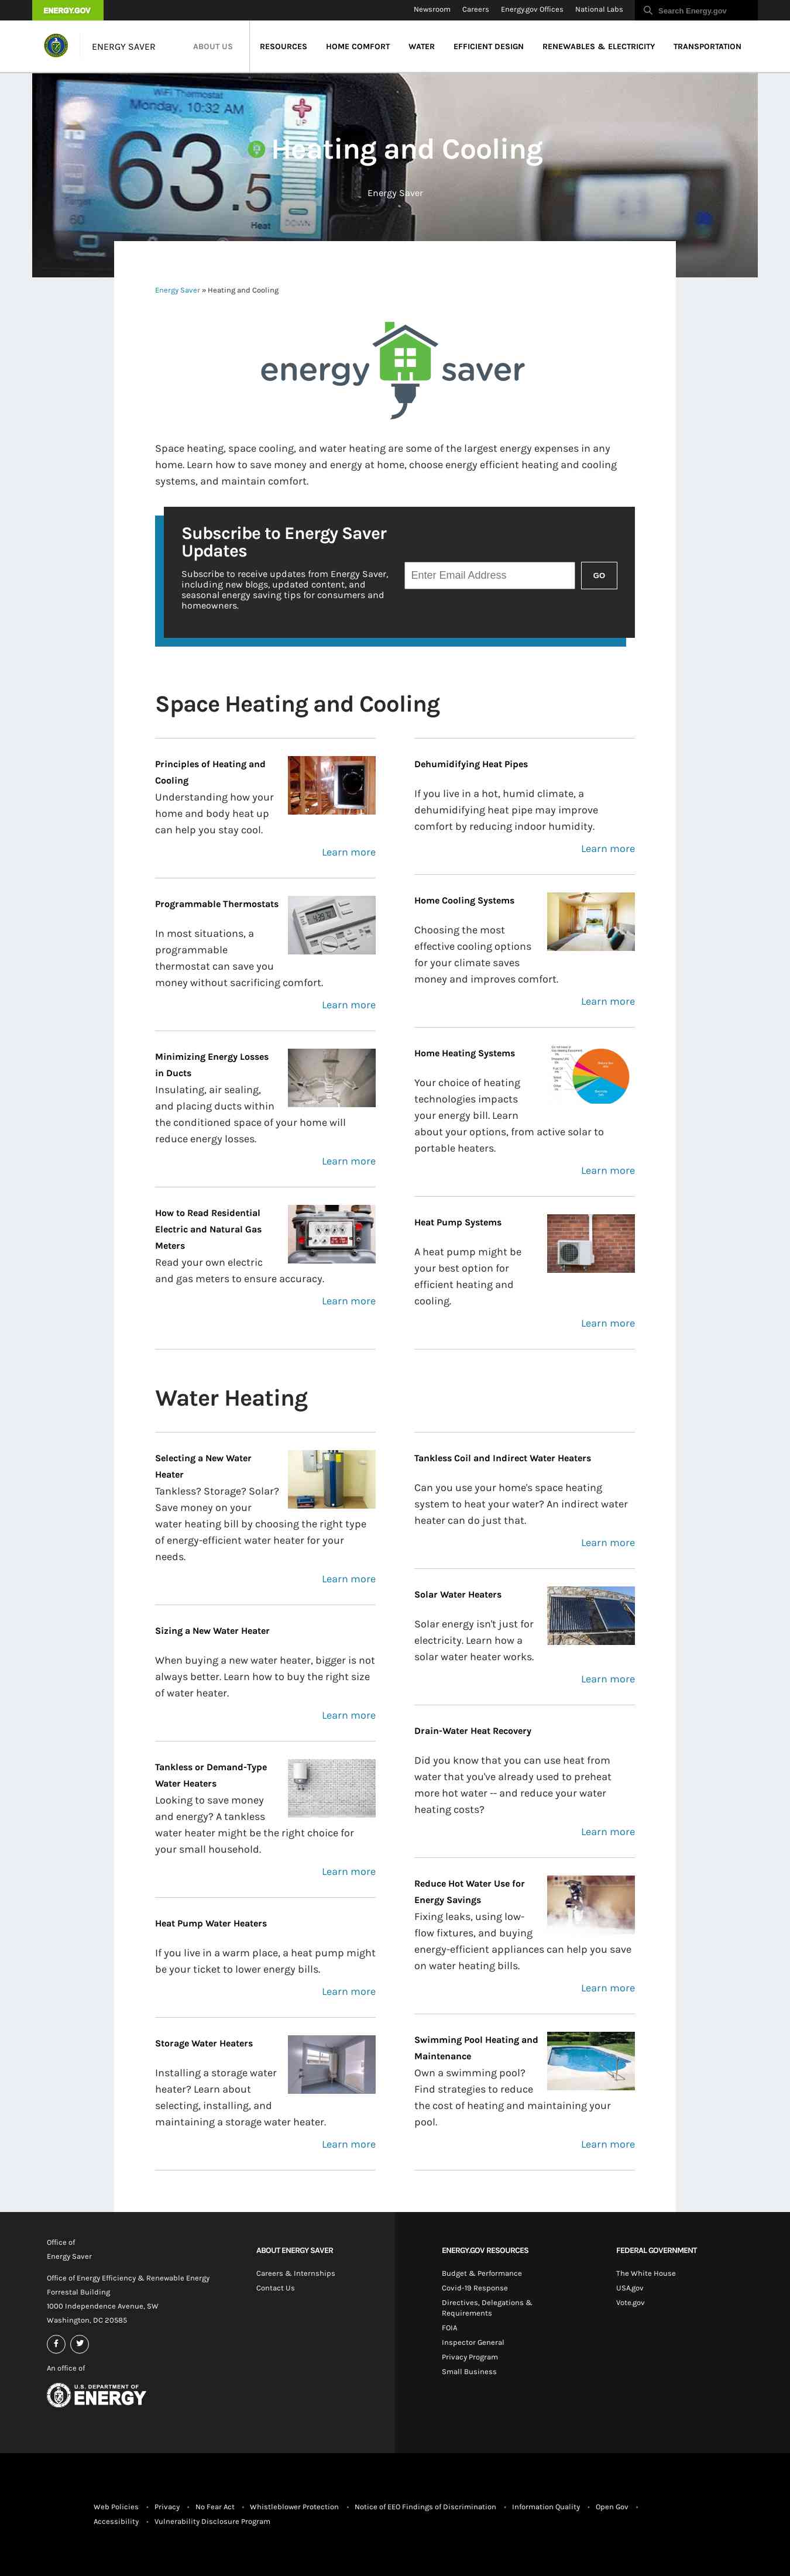 ENERGY.GOV
Newsroom
Careers
Energy.gov Offices
National Labs
Search Energy.gov
ENERGY SAVER
ABOUT US
RESOURCES
HOME COMFORT
WATER
EFFICIENT DESIGN
RENEWABLES & ELECTRICITY
TRANSPORTATION
WiFi Thermostat
Monday, 10:32 AM
UP
63.5
Target
60
Heat
DOWN
Thermostat
Heating and Cooling
Energy Saver
Energy Saver » Heating and Cooling
energy saver
Space heating, space cooling, and water heating are some of the largest energy expenses in any
home. Learn how to save money and energy at home, choose energy efficient heating and cooling
systems, and maintain comfort.
Subscribe to Energy Saver
Updates
Subscribe to receive updates from Energy Saver,
including new blogs, updated content, and
seasonal energy saving tips for consumers and
homeowners.
Enter Email Address
GO
Space Heating and Cooling
Principles of Heating and
Cooling
Understanding how your
home and body heat up
can help you stay cool.
Learn more
Programmable Thermostats
In most situations, a
programmable
thermostat can save you
money without sacrificing comfort.
Learn more
Minimizing Energy Losses
in Ducts
Insulating, air sealing,
and placing ducts within
the conditioned space of your home will
reduce energy losses.
Learn more
How to Read Residential
Electric and Natural Gas
Meters
Read your own electric
and gas meters to ensure accuracy.
Learn more
Dehumidifying Heat Pipes
If you live in a hot, humid climate, a
dehumidifying heat pipe may improve
comfort by reducing indoor humidity.
Learn more
Home Cooling Systems
Choosing the most
effective cooling options
for your climate saves
money and improves comfort.
Learn more
Home Heating Systems
Your choice of heating
technologies impacts
your energy bill. Learn
about your options, from active solar to
portable heaters.
Learn more
Heat Pump Systems
A heat pump might be
your best option for
efficient heating and
cooling.
Learn more
Water Heating
Selecting a New Water
Heater
Tankless? Storage? Solar?
Save money on your
water heating bill by choosing the right type
of energy-efficient water heater for your
needs.
Learn more
Sizing a New Water Heater
When buying a new water heater, bigger is not
always better. Learn how to buy the right size
of water heater.
Learn more
Tankless or Demand-Type
Water Heaters
Looking to save money
and energy? A tankless
water heater might be the right choice for
your small household.
Learn more
Heat Pump Water Heaters
If you live in a warm place, a heat pump might
be your ticket to lower energy bills.
Learn more
Storage Water Heaters
Installing a storage water
heater? Learn about
selecting, installing, and
maintaining a storage water heater.
Learn more
Tankless Coil and Indirect Water Heaters
Can you use your home's space heating
system to heat your water? An indirect water
heater can do just that.
Learn more
Solar Water Heaters
Solar energy isn't just for
electricity. Learn how a
solar water heater works.
Learn more
Drain-Water Heat Recovery
Did you know that you can use heat from
water that you've already used to preheat
more hot water -- and reduce your water
heating costs?
Learn more
Reduce Hot Water Use for
Energy Savings
Fixing leaks, using low-
flow fixtures, and buying
energy-efficient appliances can help you save
on water heating bills.
Learn more
Swimming Pool Heating and
Maintenance
Own a swimming pool?
Find strategies to reduce
the cost of heating and maintaining your
pool.
Learn more
Office of
Energy Saver
Office of Energy Efficiency & Renewable Energy
Forrestal Building
1000 Independence Avenue, SW
Washington, DC 20585
An office of
U.S. DEPARTMENT OF
ENERGY
ABOUT ENERGY SAVER
Careers & Internships
Contact Us
ENERGY.GOV RESOURCES
Budget & Performance
Covid-19 Response
Directives, Delegations &
Requirements
FOIA
Inspector General
Privacy Program
Small Business
FEDERAL GOVERNMENT
The White House
USA.gov
Vote.gov
Web Policies • Privacy • No Fear Act • Whistleblower Protection • Notice of EEO Findings of Discrimination • Information Quality • Open Gov •
Accessibility • Vulnerability Disclosure Program